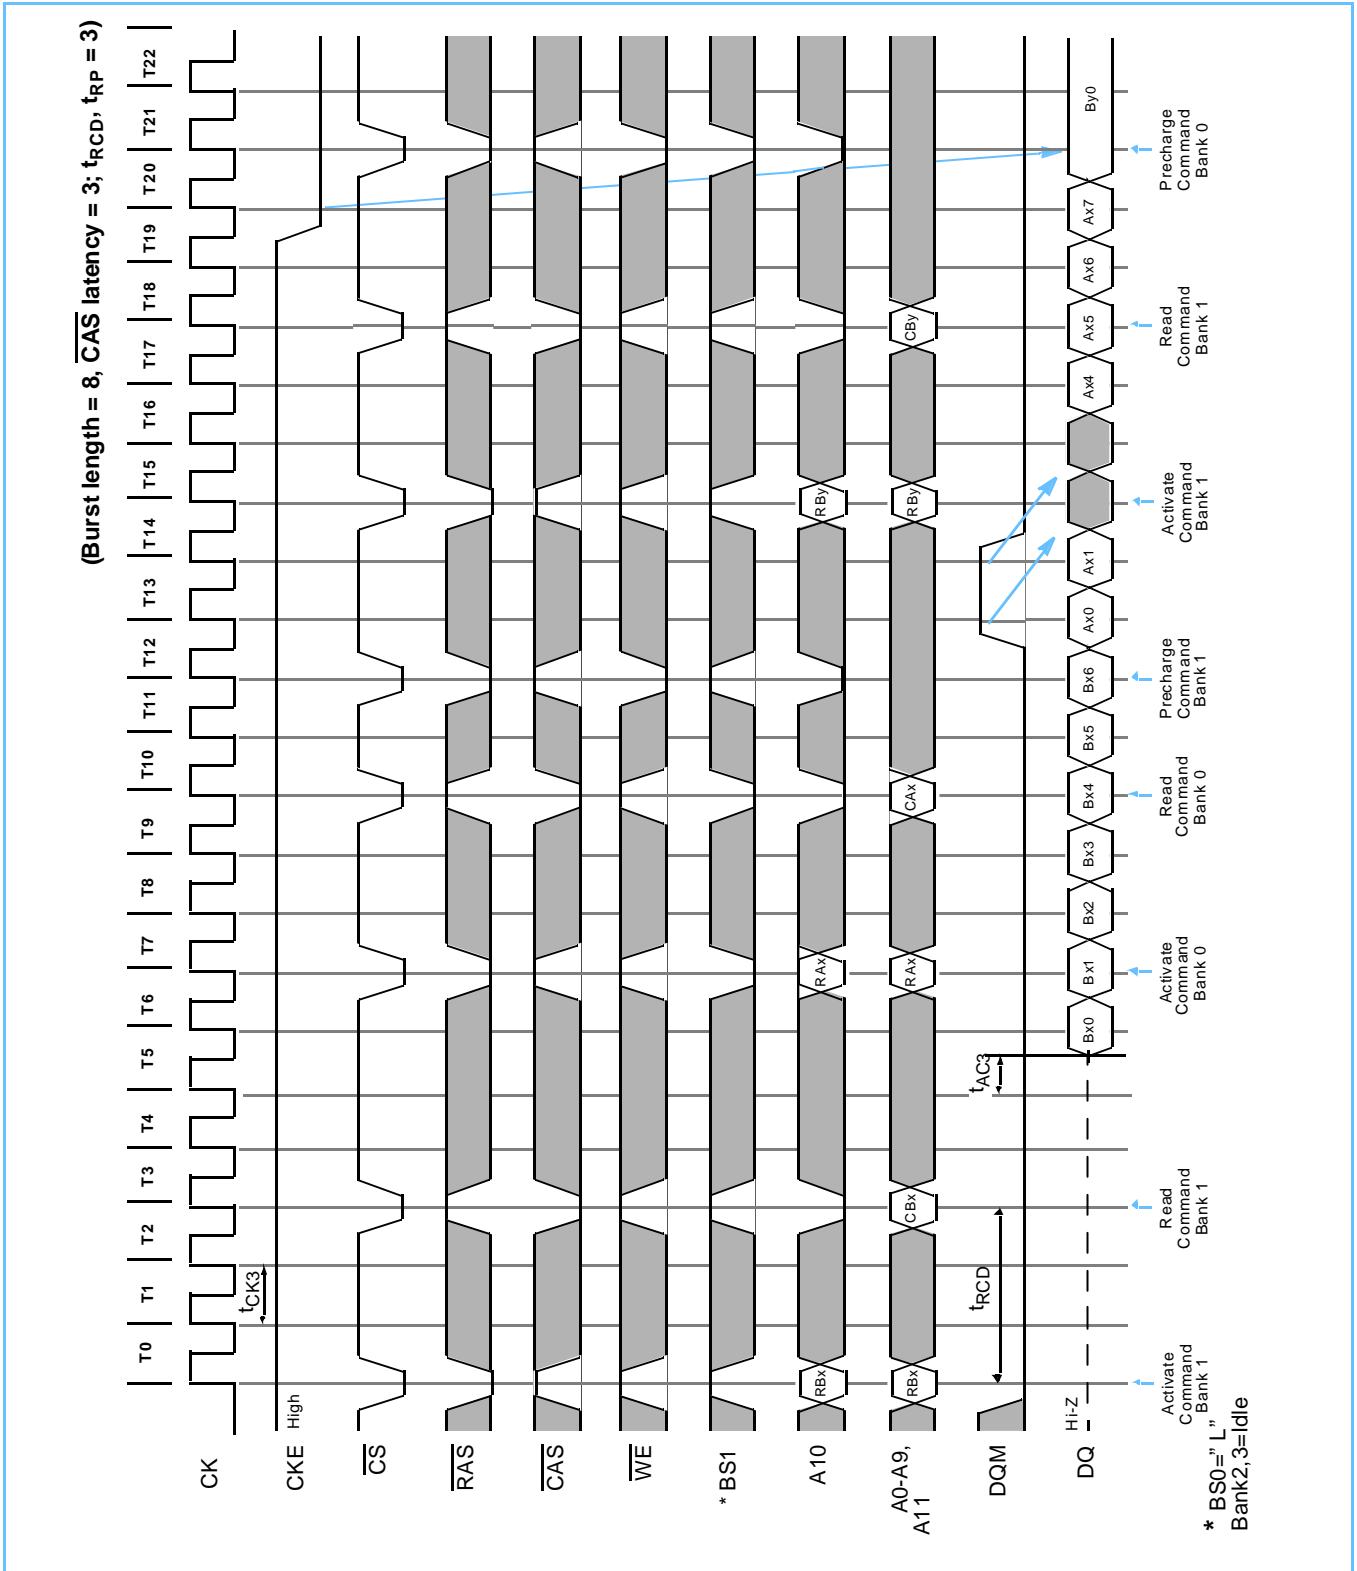 (Burst length = 8, CAS latency = 3; tRCD, tRP = 3)
T0 T1 T2 T3 T4 T5 T6 T7 T8 T9 T10 T11 T12 T13 T14 T15 T16 T17 T18 T19 T20 T21 T22
CK
tCK3
CKE
High
CS
RAS
CAS
WE
* BS1
A10
RBx RAx RBy
A0-A9,
A11
RBx CBx RAx CAx RBy CBy
DQM
tRCD
tAC3
DQ
Hi-Z
Bx0 Bx1 Bx2 Bx3 Bx4 Bx5 Bx6 Ax0 Ax1 Ax4 Ax5 Ax6 Ax7 By0
Activate
Command
Bank 1
Read
Command
Bank 1
Activate
Command
Bank 0
Read
Command
Bank 0
Precharge
Command
Bank 1
Activate
Command
Bank 1
Read
Command
Bank 1
Precharge
Command
Bank 0
* BS0=”L”
Bank2,3=Idle